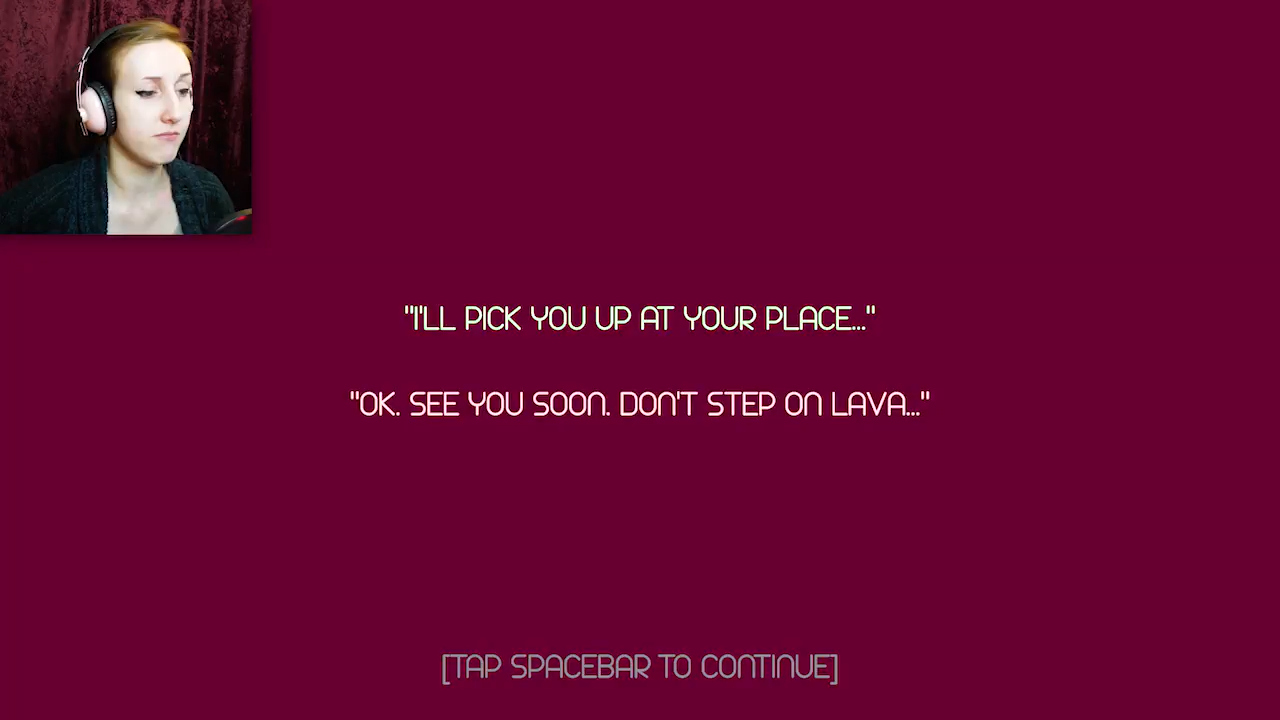 "I'LL PICK YOU UP AT YOUR PLACE..."
"OK. SEE YOU SOON. DON'T STEP ON LAVA..."
[TAP SPACEBAR TO CONTINUE]